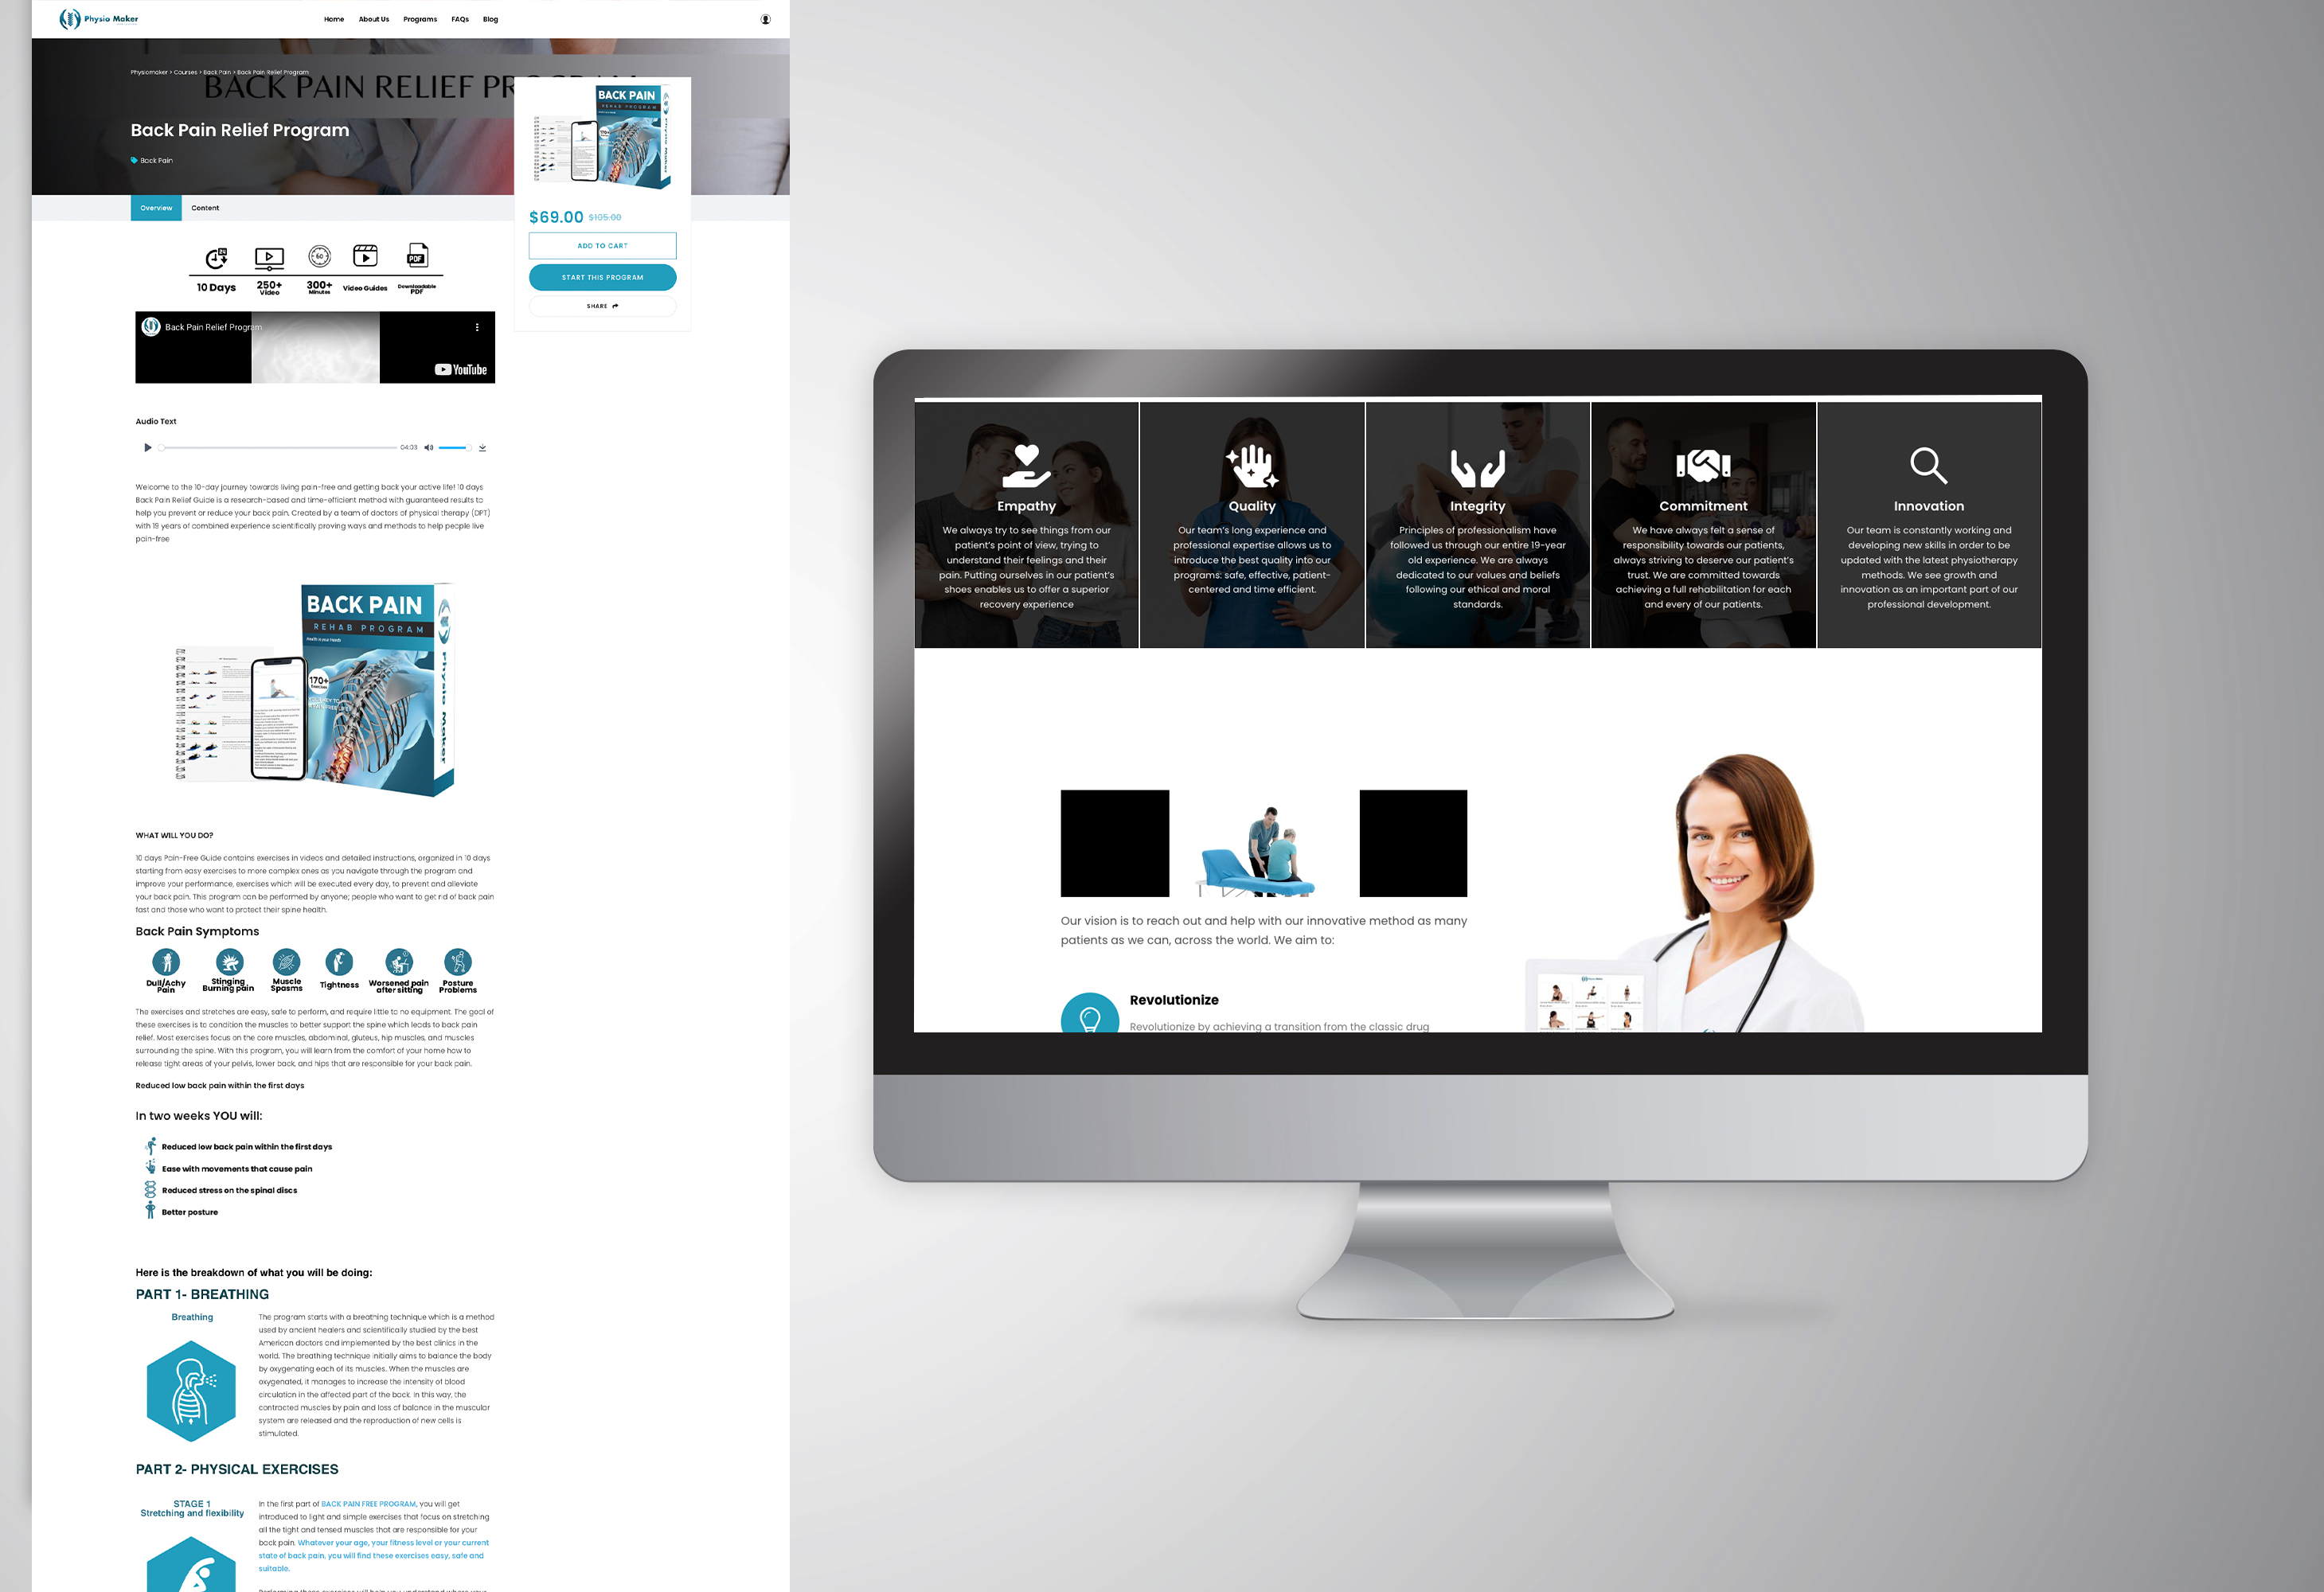 Physio Maker
Home
About Us
Programs
FAQs
Blog
Physiomaker > Courses > Back Pain > Back Pain Relief Program
BACK PAIN RELIEF PR
Back Pain Relief Program
Back Pain
BACK PAIN
REHAB PROGRAM
Overview
Content
$69.00 $105.00
ADD TO CART
START THIS PROGRAM
SHARE
10 Days
250+
Video
60
300+
Minutes
Video Guides
PDF
Downloadable
PDF
Back Pain Relief Program
YouTube
Audio Text
04:03
Welcome to the 10-day journey towards living pain-free and getting back your active life! 10 days
Back Pain Relief Guide is a research-based and time-efficient method with guaranteed results to
help you prevent or reduce your back pain. Created by a team of doctors of physical therapy (DPT)
with 19 years of combined experience scientifically proving ways and methods to help people live
pain-free
BACK PAIN
REHAB PROGRAM
170+
Physio Maker
WHAT WILL YOU DO?
10 days Pain-Free Guide contains exercises in videos and detailed instructions, organized in 10 days
starting from easy exercises to more complex ones as you navigate through the program and
improve your performance, exercises which will be executed every day, to prevent and alleviate
your back pain. This program can be performed by anyone; people who want to get rid of back pain
fast and those who want to protect their spine health.
Back Pain Symptoms
Dull/Achy
Pain
Stinging
Burning pain
Muscle
Spasms
Tightness
Worsened pain
after sitting
Posture
Problems
The exercises and stretches are easy, safe to perform, and require little to no equipment. The goal of
these exercises is to condition the muscles to better support the spine which leads to back pain
relief. Most exercises focus on the core muscles, abdominal, gluteus, hip muscles, and muscles
surrounding the spine. With this program, you will learn from the comfort of your home how to
release tight areas of your pelvis, lower back, and hips that are responsible for your back pain.
Reduced low back pain within the first days
In two weeks YOU will:
Reduced low back pain within the first days
Ease with movements that cause pain
Reduced stress on the spinal discs
Better posture
Here is the breakdown of what you will be doing:
PART 1- BREATHING
Breathing
The program starts with a breathing technique which is a method
used by ancient healers and scientifically studied by the best
American doctors and implemented by the best clinics in the
world. The breathing technique initially aims to balance the body
by oxygenating each of its muscles. When the muscles are
oxygenated, it manages to increase the intensity of blood
circulation in the affected part of the back. In this way, the
contracted muscles by pain and loss of balance in the muscular
system are released and the reproduction of new cells is
stimulated.
PART 2- PHYSICAL EXERCISES
STAGE 1
Stretching and flexibility
In the first part of BACK PAIN FREE PROGRAM, you will get
introduced to light and simple exercises that focus on stretching
all the tight and tensed muscles that are responsible for your
back pain. Whatever your age, your fitness level or your current
state of back pain, you will find these exercises easy, safe and
suitable.
Empathy
We always try to see things from our
patient's point of view, trying to
understand their feelings and their
pain. Putting ourselves in our patient's
shoes enables us to offer a superior
recovery experience
Quality
Our team's long experience and
professional expertise allows us to
introduce the best quality into our
programs: safe, effective, patient-
centered and time efficient.
Integrity
Principles of professionalism have
followed us through our entire 19-year
old experience. We are always
dedicated to our values and beliefs
following our ethical and moral
standards.
Commitment
We have always felt a sense of
responsibility towards our patients,
always striving to deserve our patient's
trust. We are committed towards
achieving a full rehabilitation for each
and every of our patients.
Innovation
Our team is constantly working and
developing new skills in order to be
updated with the latest physiotherapy
methods. We see growth and
innovation as an important part of our
professional development.
Our vision is to reach out and help with our innovative method as many
patients as we can, across the world. We aim to:
Revolutionize
Revolutionize by achieving a transition from the classic drug